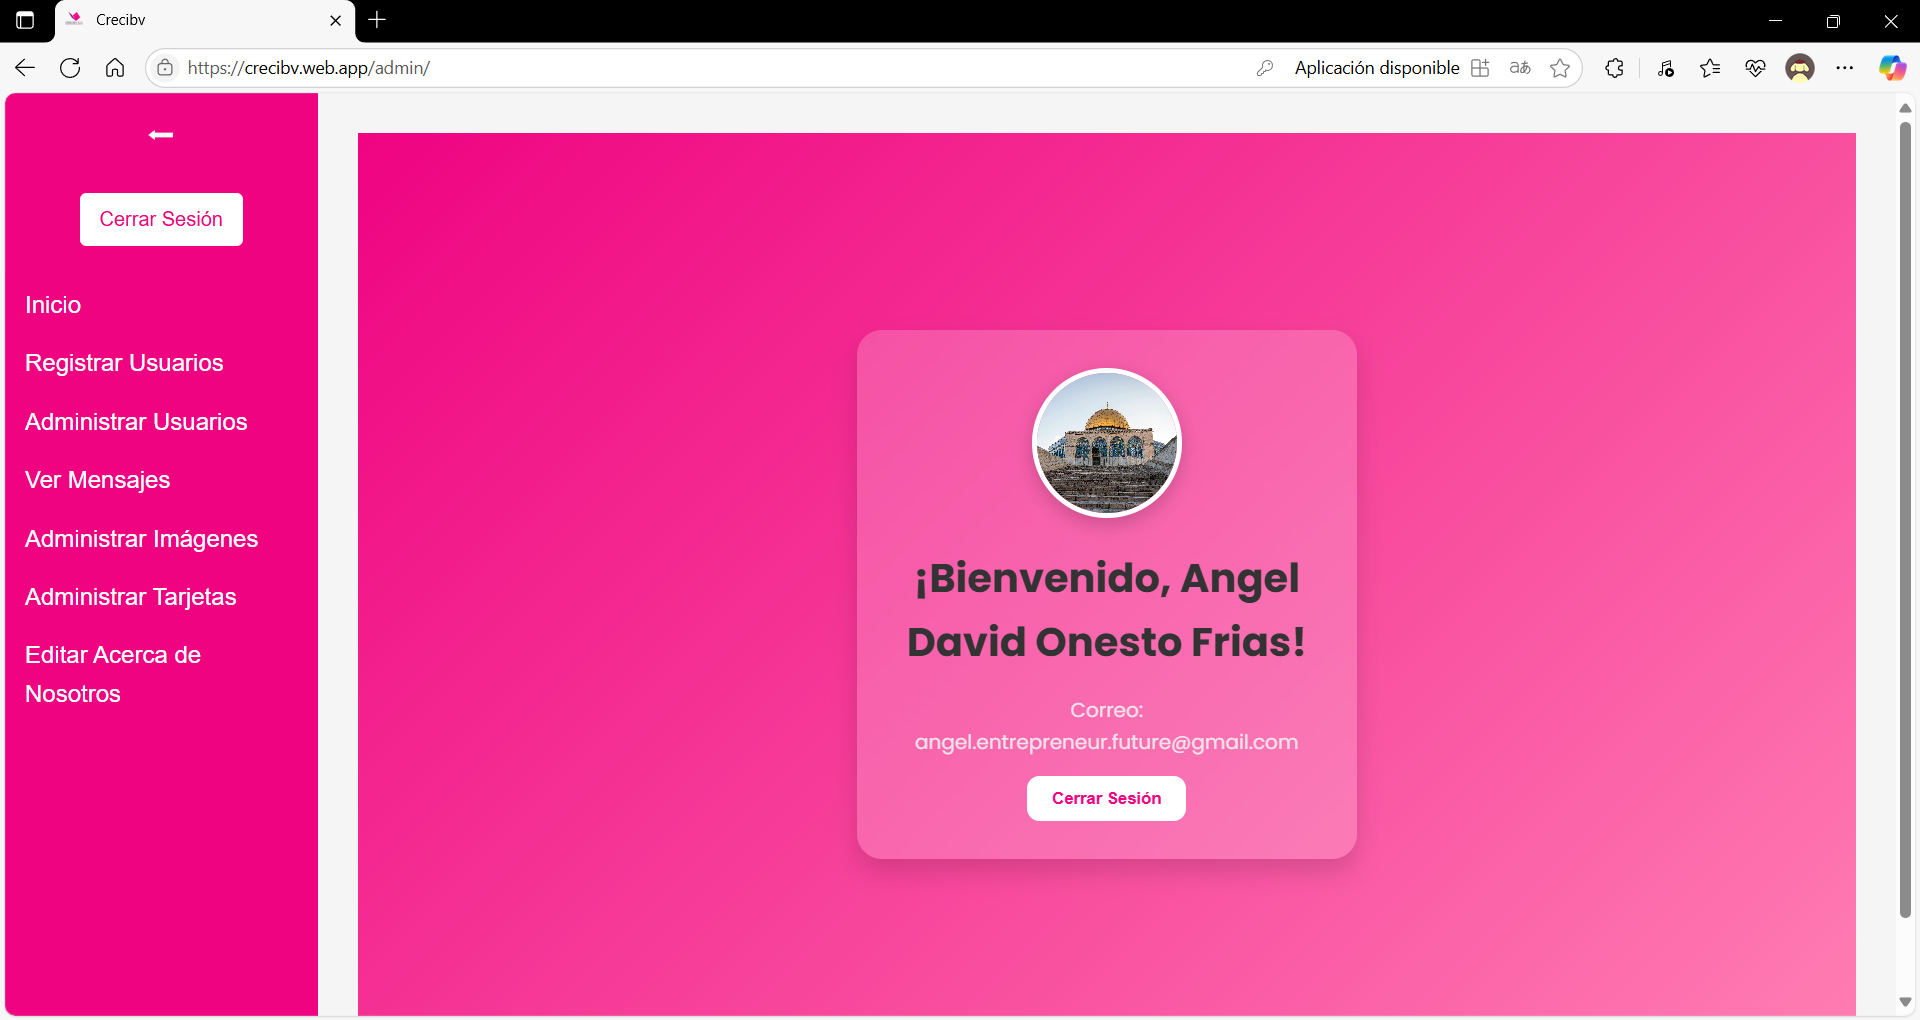 Crecibv
https://crecibv.web.app/admin/
Aplicación disponible
aあ
Cerrar Sesión
Inicio
Registrar Usuarios
Administrar Usuarios
Ver Mensajes
Administrar Imágenes
Administrar Tarjetas
Editar Acerca de
Nosotros
¡Bienvenido, Angel
David Onesto Frias!
Correo:
angel.entrepreneur.future@gmail.com
Cerrar Sesión